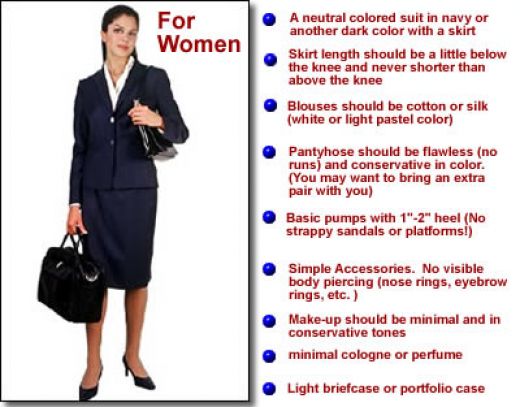 For
Women
A neutral colored suit in navy or
another dark color with a skirt
Skirt length should be a little below
the knee and never shorter than
above the knee
Blouses should be cotton or silk
(white or light pastel color)
Pantyhose should be flawless (no
runs) and conservative in color.
(You may want to bring an extra
pair with you)
Basic pumps with 1"-2" heel (No
strappy sandals or platforms!)
Simple Accessories. No visible
body piercing (nose rings, eyebrow
rings, etc. )
Make-up should be minimal and in
conservative tones
minimal cologne or perfume
Light briefcase or portfolio case